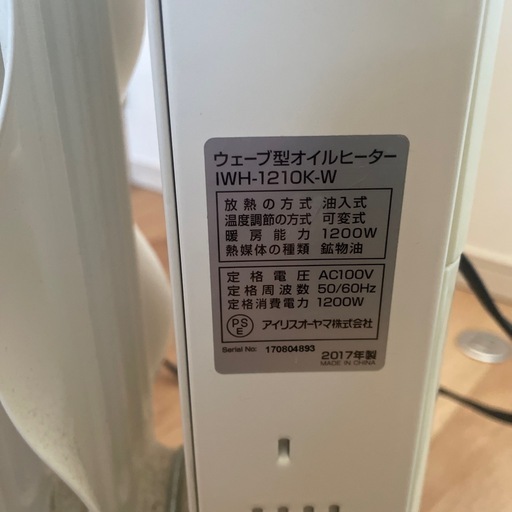 ウェーブ型オイルヒーター
IWH-1210K-W
放熱の方式 油入式
温度調節の方式 可変式
暖房能力 1200W
熱媒体の種類 鉱物油
定格電圧 AC100V
定格周波数 50/60Hz
定格消費電力 1200W
PS
E アイリスオーヤマ株式会社
Serial No: 170804893
2017年製
MADE IN CHINA